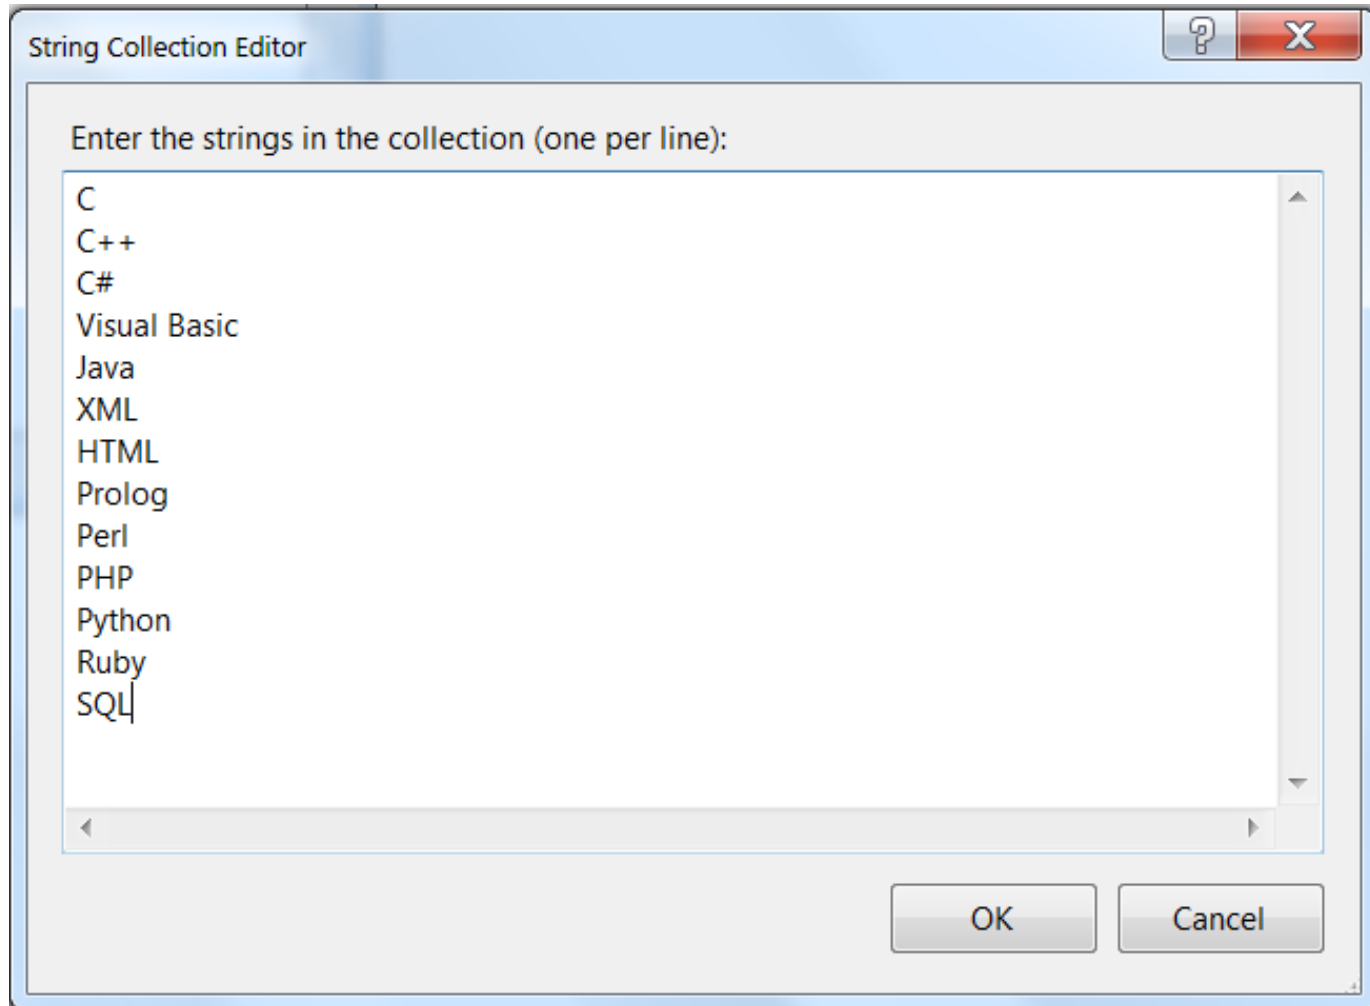 String Collection Editor
Enter the strings in the collection (one per line):
C
C++
C#
Visual Basic
Java
XML
HTML
Prolog
Perl
PHP
Python
Ruby
SQL
OK Cancel